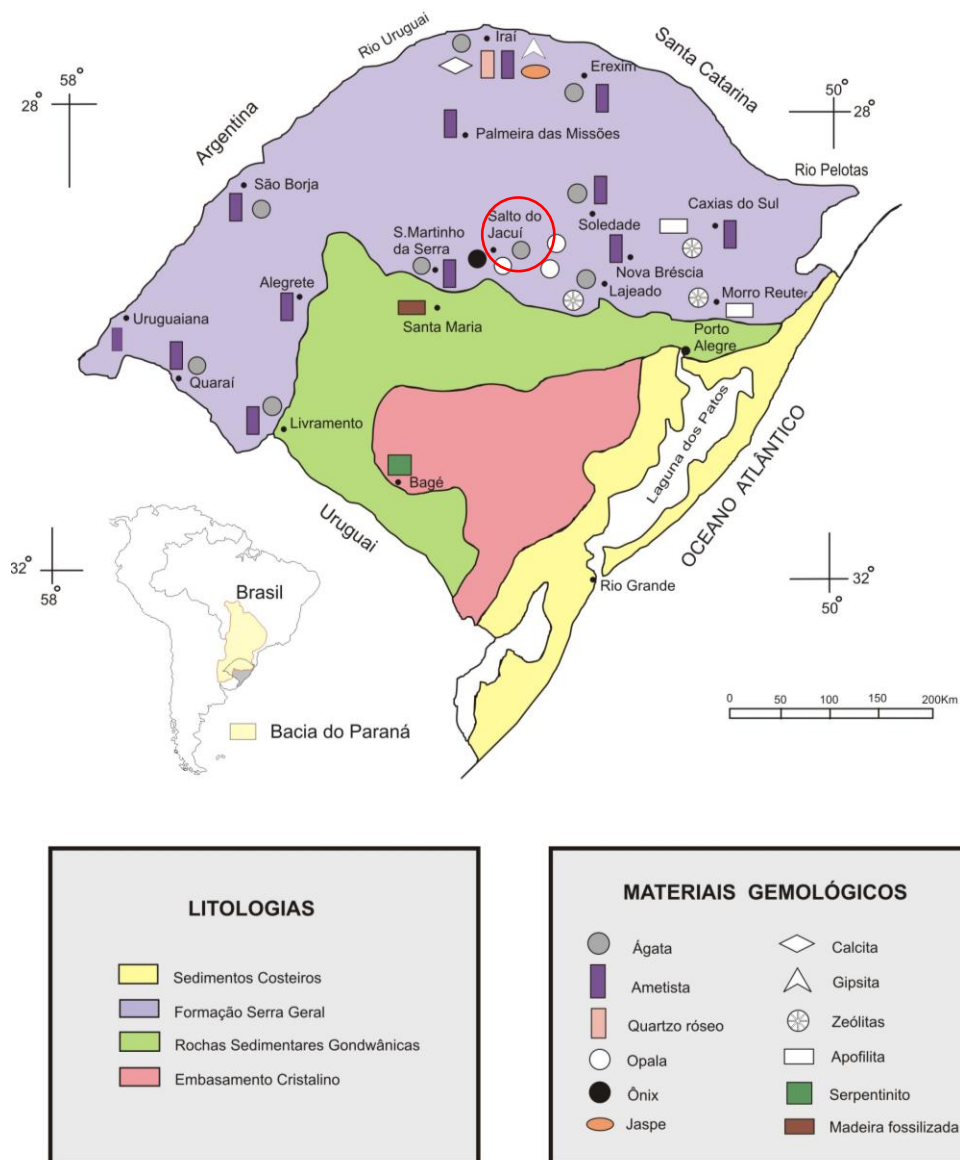 Rio Uruguai
Iraí
Santa Catarina
Erexim
58°
28°
50°
28
Argentina
Palmeira das Missões
Rio Pelotas
São Borja
Salto do
Jacuí
Soledade
Caxias do Sul
S.Martinho
da Serra
Nova Bréscia
Alegrete
Lajeado
Morro Reuter
Uruguaiana
Santa Maria
Porto
Alegre
Quaraí
Livramento
Laguna dos Patos
Bagé
OCEANO ATLÂNTICO
Uruguai
32°
58°
Rio Grande
32°
50°
Brasil
0 50 100 150 200Km
Bacia do Paraná
LITOLOGIAS
Sedimentos Costeiros
Formação Serra Geral
Rochas Sedimentares Gondwânicas
Embasamento Cristalino
MATERIAIS GEMOLÓGICOS
Ágata
Ametista
Quartzo róseo
Opala
Ônix
Jaspe
Calcita
Gipsita
Zeólitas
Apofilita
Serpentinito
Madeira fossilizada